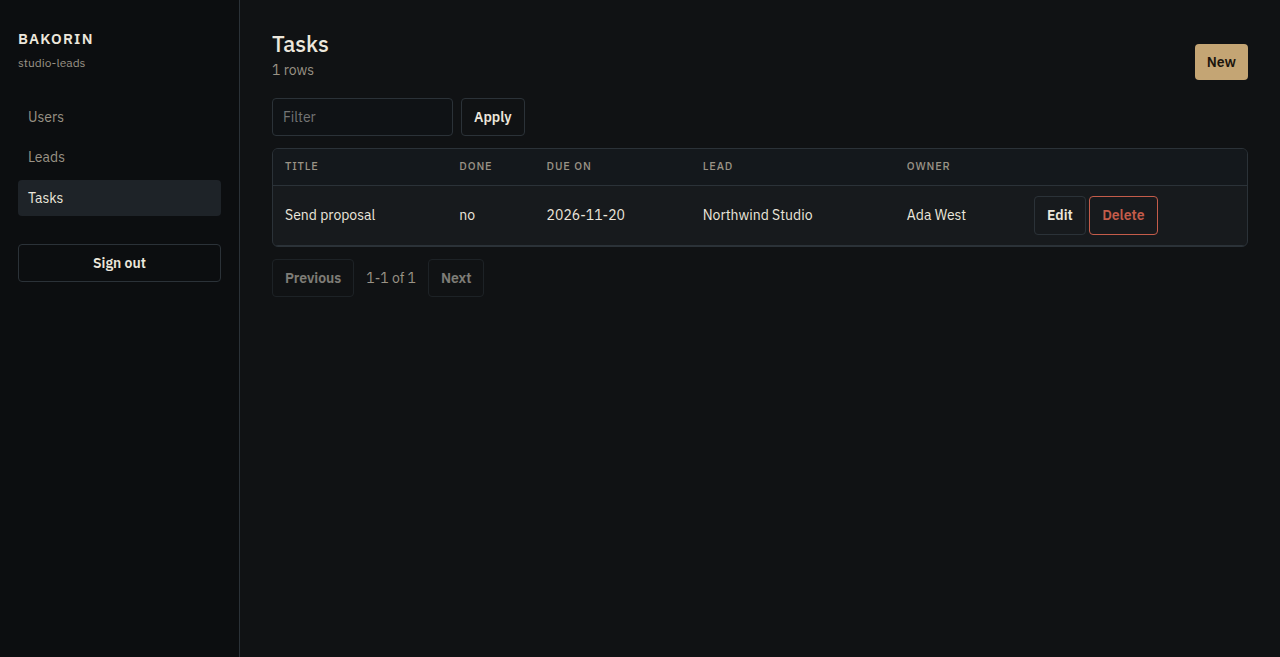 BAKORIN
studio-leads
Users
Leads
Tasks
Sign out
Tasks
1 rows
New
Filter
Apply
TITLE DONE DUE ON LEAD OWNER
Send proposal no 2026-11-20 Northwind Studio Ada West Edit Delete
Previous 1-1 of 1 Next